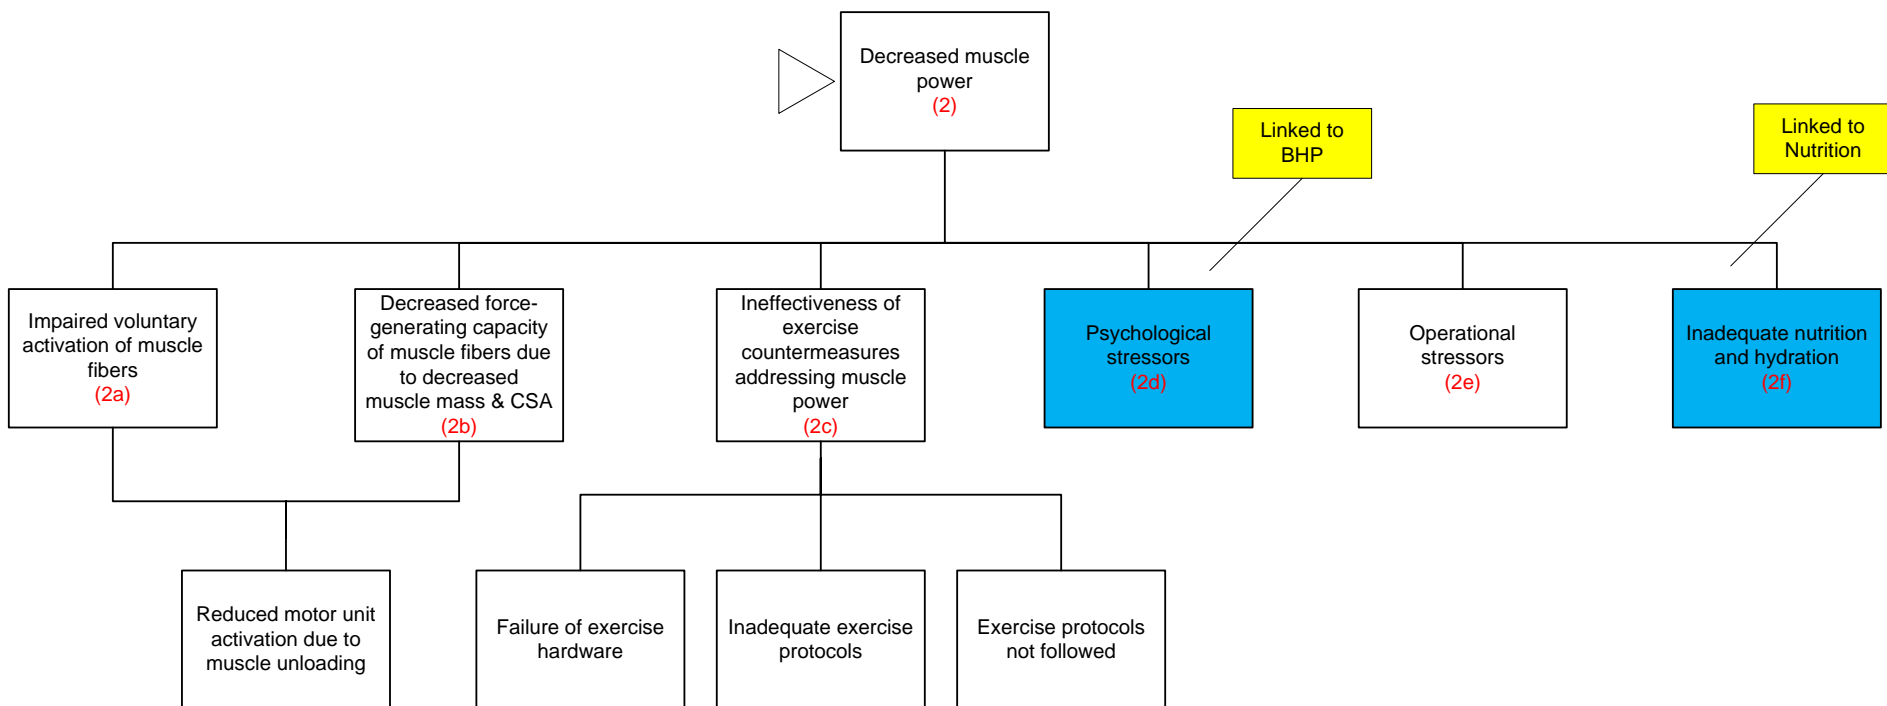 Decreased muscle
power
(2)
Linked to
BHP
Linked to
Nutrition
Impaired voluntary
activation of muscle
fibers
(2a)
Decreased force-
generating capacity
of muscle fibers due
to decreased
muscle mass & CSA
(2b)
Ineffectiveness of
exercise
countermeasures
addressing muscle
power
(2c)
Psychological
stressors
(2d)
Operational
stressors
(2e)
Inadequate nutrition
and hydration
(2f)
Reduced motor unit
activation due to
muscle unloading
Failure of exercise
hardware
Inadequate exercise
protocols
Exercise protocols
not followed